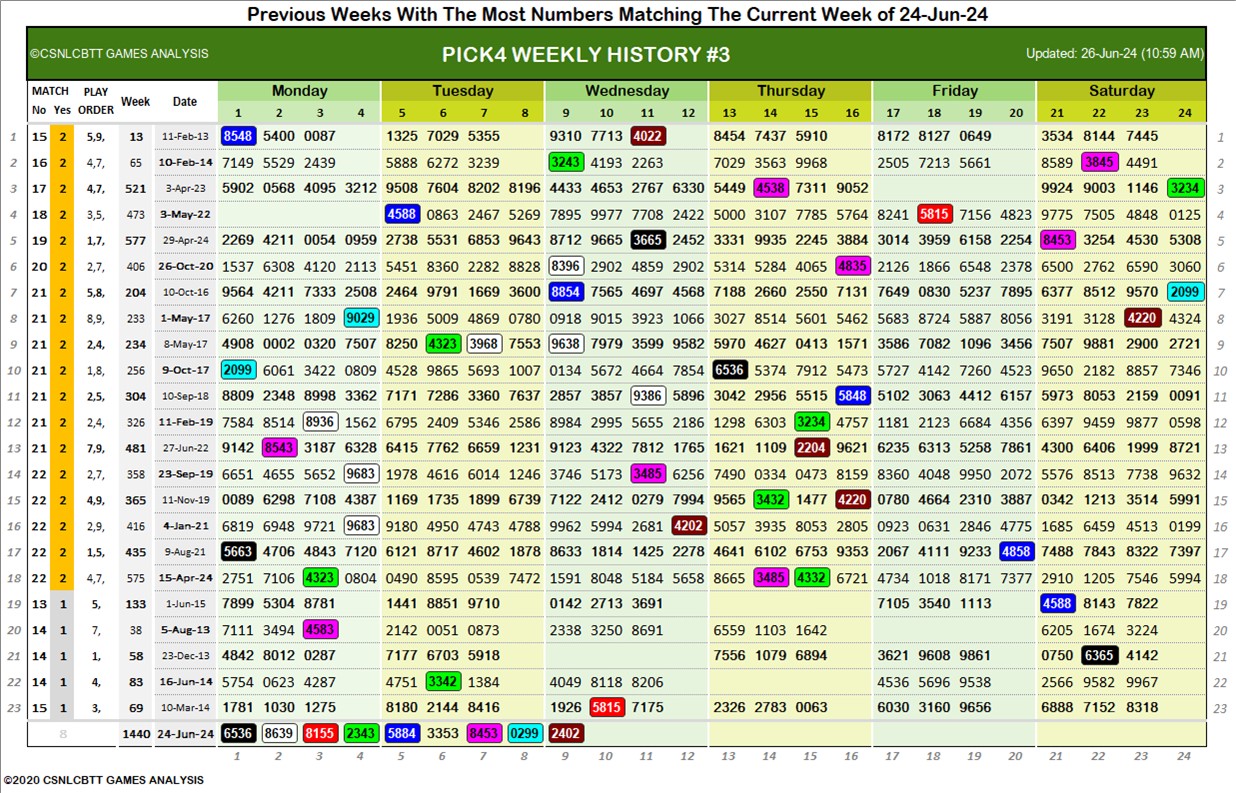 Previous Weeks With The Most Numbers Matching The Current Week of 24-Jun-24
©CSNLCBTT GAMES ANALYSIS PICK4 WEEKLY HISTORY #3 Updated: 26-Jun-24 (10:59 AM)
MATCH PLAY Week Date Monday Tuesday Wednesday Thursday Friday Saturday
No Yes ORDER 1 2 3 4 5 6 7 8 9 10 11 12 13 14 15 16 17 18 19 20 21 22 23 24
1 15 2 5,9, 13 11-Feb-13 8548 5400 0087 1325 7029 5355 9310 7713 4022 8454 7437 5910 8172 8127 0649 3534 8144 7445 1
2 16 2 4,7, 65 10-Feb-14 7149 5529 2439 5888 6272 3239 3243 4193 2263 7029 3563 9968 2505 7213 5661 8589 3845 4491 2
3 17 2 4,7, 521 3-Apr-23 5902 0568 4095 3212 9508 7604 8202 8196 4433 4653 2767 6330 5449 4538 7311 9052 9924 9003 1146 3234 3
4 18 2 3,5, 473 3-May-22 4588 0863 2467 5269 7895 9977 7708 2422 5000 3107 7785 5764 8241 5815 7156 4823 9775 7505 4848 0125 4
5 19 2 1,7, 577 29-Apr-24 2269 4211 0054 0953 2738 5531 6853 9643 8712 9665 3665 2452 3331 9935 2245 3884 3014 3959 6158 2254 8453 3254 4530 5308 5
6 20 2 2,7, 406 26-Oct-20 1537 6308 4120 2113 5451 8360 2282 8828 8396 2902 4859 2902 5314 5284 4065 4835 2126 1866 6548 2378 6500 2762 6590 3060 6
7 21 2 5,8, 204 10-Oct-16 9564 4211 7333 2508 2464 9791 1669 3600 8854 7565 4697 4568 7188 2660 2550 7131 7649 0830 5237 8795 6377 8512 9570 2099 7
8 21 2 8,9, 233 1-May-17 6260 1276 1809 9029 1936 5009 4869 0780 0918 9015 3923 1066 3027 8514 5601 5462 5683 8724 5887 8056 3191 3128 4220 4324 8
9 21 2 2,4, 234 8-May-17 4908 0002 0320 7507 8250 4323 3968 7553 9638 7979 3599 9582 5970 4627 0413 1571 3586 7082 1096 3456 7507 9881 2900 2721 9
10 21 2 1,8, 256 9-Oct-17 2099 6061 3422 0809 4528 9865 5693 1007 0134 5672 4664 7854 6536 5374 7912 5473 5727 4142 7260 4523 9650 2182 8857 7346 10
11 21 2 2,5, 304 10-Sep-18 8809 2348 8998 3362 7171 7286 3360 7637 2857 3857 9386 5896 3042 2956 5515 5848 5102 3063 4412 6157 5973 8053 2159 0091 11
12 21 2 2,4, 326 11-Feb-19 7584 8514 8936 1562 6795 2409 5346 2586 8984 2995 5655 2186 1298 6303 3234 4757 1181 2123 6684 4356 6397 9459 9877 0598 12
13 21 2 7,9, 481 27-Jun-22 9142 8543 3187 6328 6415 7762 6659 1231 9123 4322 7812 1765 1621 1109 2204 9621 6235 6313 5258 7861 4300 6406 1999 8721 13
14 22 2 2,7, 358 23-Sep-19 6651 4655 5652 9683 1978 4616 6014 1246 3746 5173 3485 6256 7490 0334 0473 8159 8360 4048 9950 2072 5575 6213 7738 9632 14
15 22 2 4,9, 365 11-Nov-19 0089 6298 7108 4387 1169 1735 1899 6739 7122 2412 0279 7994 9565 3432 1477 4220 0780 4664 2310 3887 0342 1213 3514 5991 15
16 22 2 2,9, 416 4-Jan-21 6819 6948 9721 9683 9180 4950 4743 4788 9962 5994 2681 4202 5057 3935 8053 2805 0923 0631 2846 4775 1685 6459 4513 0199 16
17 22 2 1,5, 435 9-Aug-21 5663 4706 4843 7120 6121 8717 4602 1878 8633 1814 1425 2278 4641 6102 6753 9353 2067 4111 9233 4858 7488 7843 8322 7397 17
18 22 2 4,7, 575 15-Apr-24 2751 7106 4323 0804 0490 8595 0539 7472 1591 8048 5184 5658 8665 3485 4332 6721 4734 1018 8171 7377 2910 1205 7546 5994 18
19 13 1 5, 133 1-Jun-15 7899 5304 8781 1441 8851 9710 0142 2713 3691 7105 3540 1113 4588 8143 7822 19
20 14 1 7, 38 5-Aug-13 7111 3494 4583 2142 0051 0873 2338 3250 8691 6559 1103 1642 6205 1674 3224 20
21 14 1 1, 58 23-Dec-13 4842 8012 0287 7177 6703 5918 7556 1079 6894 3621 9608 9861 0750 6365 4142 21
22 14 1 4, 83 16-Jun-14 5754 0623 4287 4751 3342 1384 4049 8118 8206 4536 5696 9538 2566 9582 9967 22
23 15 1 3, 69 10-Mar-14 1781 1030 1275 8180 2144 8416 1926 5815 7175 2326 2783 0063 6030 3160 9656 6888 7152 8318 23
8 1440 24-Jun-24 6536 8639 8155 2343 5884 3353 8453 0299 2402
1 2 3 4 5 6 7 8 9 10 11 12 13 14 15 16 17 18 19 20 21 22 23 24
©2020 CSNLCBTT GAMES ANALYSIS